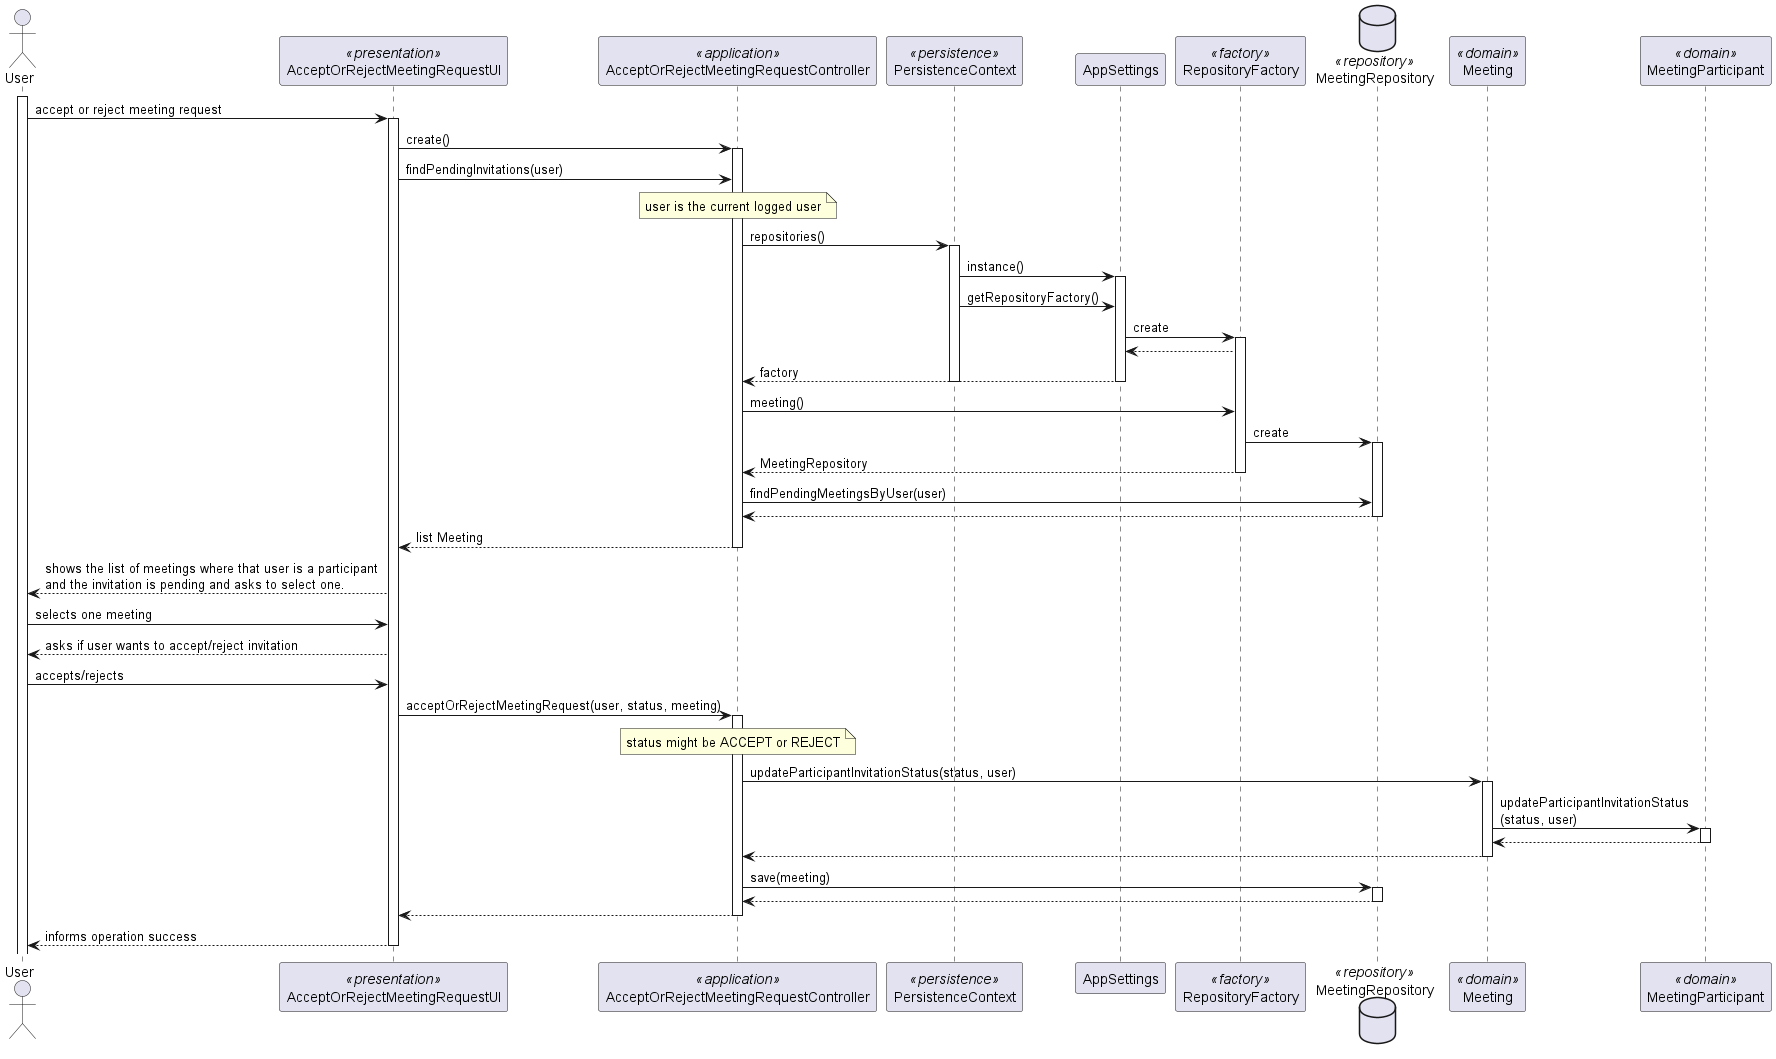 User
«presentation»
AcceptOrRejectMeetingRequestUI
«application»
AcceptOrRejectMeetingRequestController
«persistence»
PersistenceContext
AppSettings
«factory»
RepositoryFactory
«repository»
MeetingRepository
«domain»
Meeting
«domain»
MeetingParticipant
accept or reject meeting request
create()
findPendingInvitations(user)
user is the current logged user
repositories()
instance()
getRepositoryFactory()
create
factory
meeting()
create
MeetingRepository
findPendingMeetingsByUser(user)
list Meeting
shows the list of meetings where that user is a participant
and the invitation is pending and asks to select one.
selects one meeting
asks if user wants to accept/reject invitation
accepts/rejects
acceptOrRejectMeetingRequest(user, status, meeting)
status might be ACCEPT or REJECT
updateParticipantInvitationStatus(status, user)
updateParticipantInvitationStatus
(status, user)
save(meeting)
informs operation success
User
«presentation»
AcceptOrRejectMeetingRequestUI
«application»
AcceptOrRejectMeetingRequestController
«persistence»
PersistenceContext
AppSettings
«factory»
RepositoryFactory
«repository»
MeetingRepository
«domain»
Meeting
«domain»
MeetingParticipant